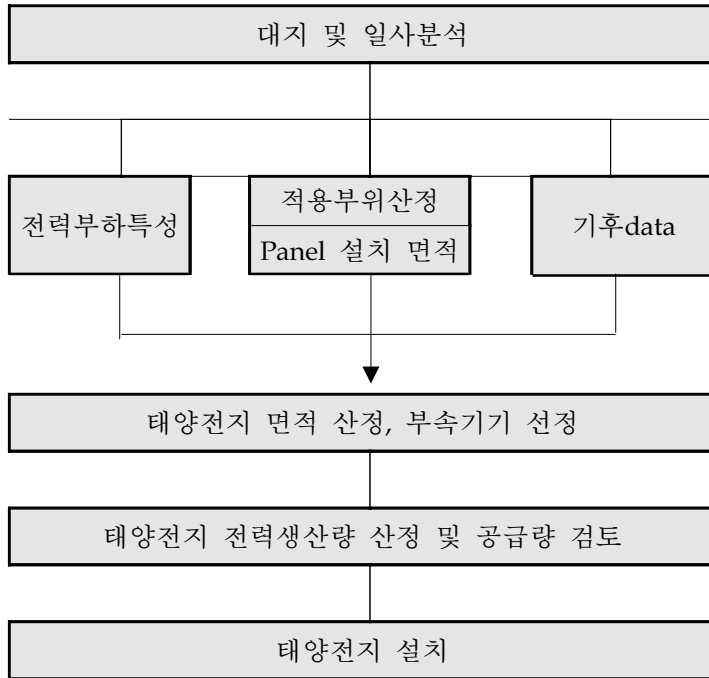 대지 및 일사분석
전력부하특성
적용부위산정
Panel 설치 면적
기후data
태양전지 면적 산정, 부속기기 선정
태양전지 전력생산량 산정 및 공급량 검토
태양전지 설치